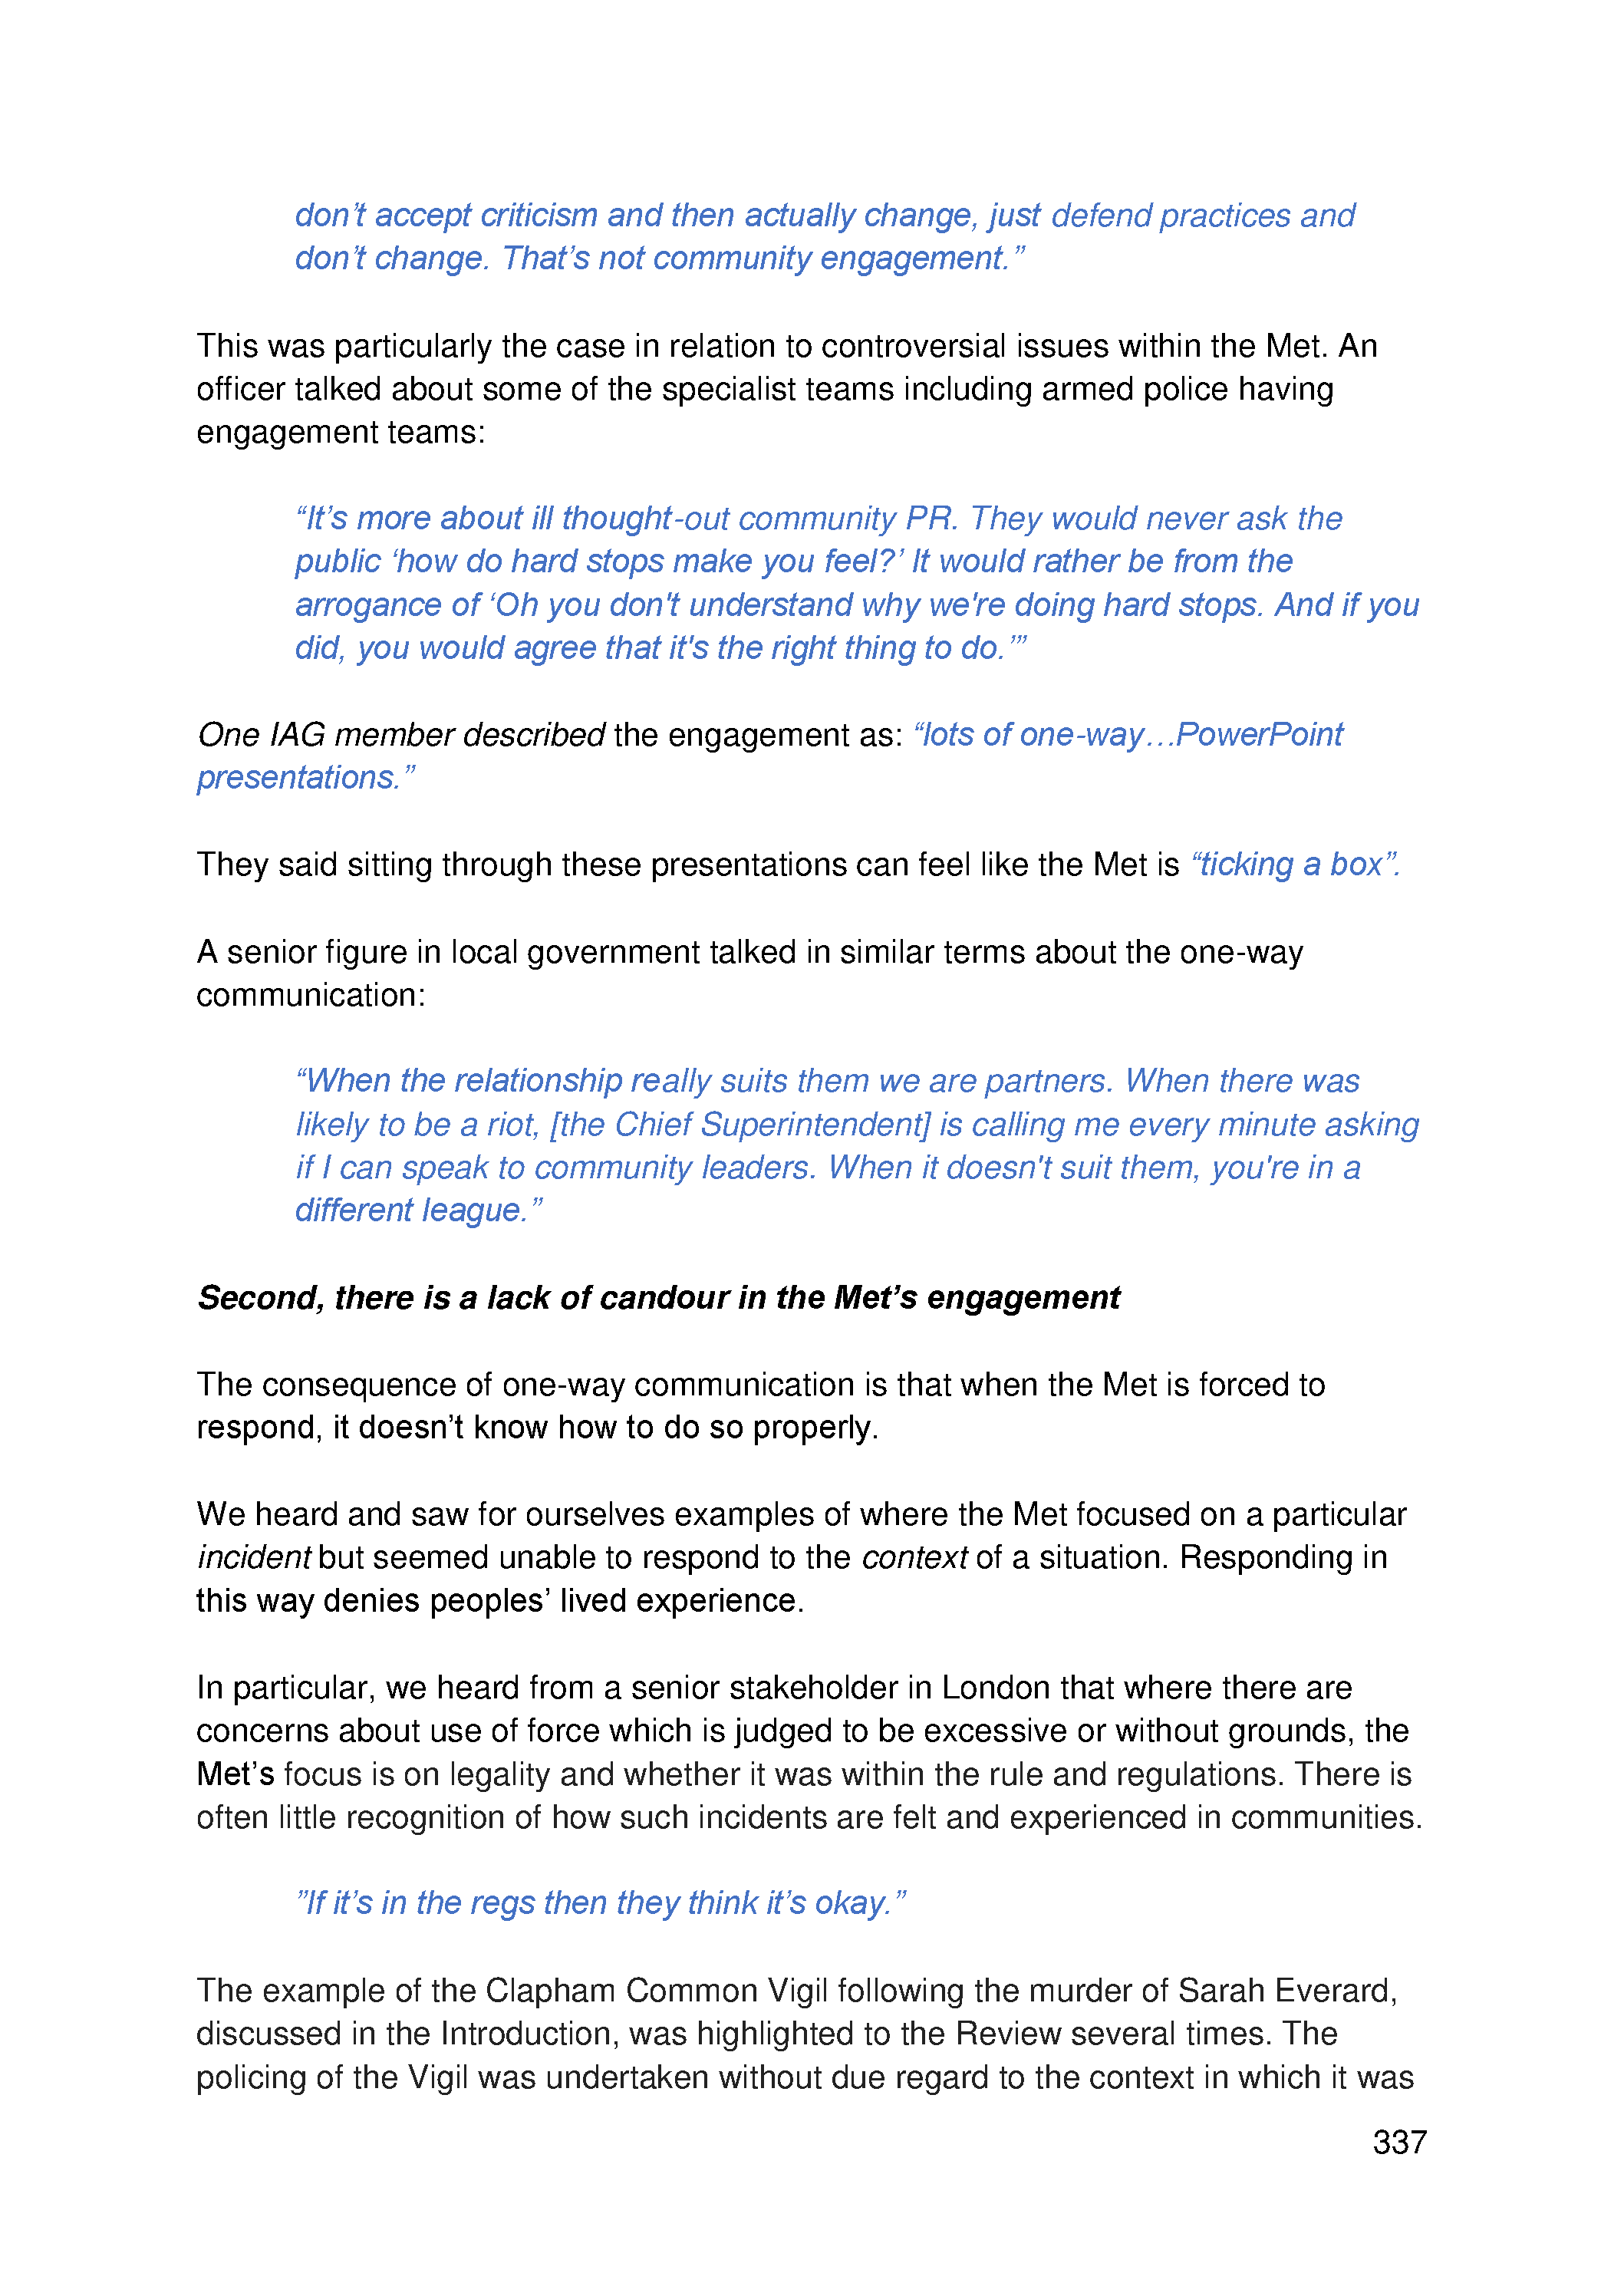 don’t accept criticism and then actually change, just defend practices and
don’t change. That’s not community engagement.”
This was particularly the case in relation to controversial issues within the Met. An
officer talked about some of the specialist teams including armed police having
engagement teams:
“It’s more about ill thought-out community PR. They would never ask the
public ‘how do hard stops make you feel?’ It would rather be from the
arrogance of ‘Oh you don't understand why we're doing hard stops. And if you
did, you would agree that it's the right thing to do.’”
One IAG member described the engagement as: “lots of one-way…PowerPoint
presentations.”
They said sitting through these presentations can feel like the Met is “ticking a box”.
A senior figure in local government talked in similar terms about the one-way
communication:
“When the relationship really suits them we are partners. When there was
likely to be a riot, [the Chief Superintendent] is calling me every minute asking
if I can speak to community leaders. When it doesn't suit them, you're in a
different league.”
Second, there is a lack of candour in the Met’s engagement
The consequence of one-way communication is that when the Met is forced to
respond, it doesn’t know how to do so properly.
We heard and saw for ourselves examples of where the Met focused on a particular
incident but seemed unable to respond to the context of a situation. Responding in
this way denies peoples’ lived experience.
In particular, we heard from a senior stakeholder in London that where there are
concerns about use of force which is judged to be excessive or without grounds, the
Met’s focus is on legality and whether it was within the rule and regulations. There is
often little recognition of how such incidents are felt and experienced in communities.
”If it’s in the regs then they think it’s okay.”
The example of the Clapham Common Vigil following the murder of Sarah Everard,
discussed in the Introduction, was highlighted to the Review several times. The
policing of the Vigil was undertaken without due regard to the context in which it was
337